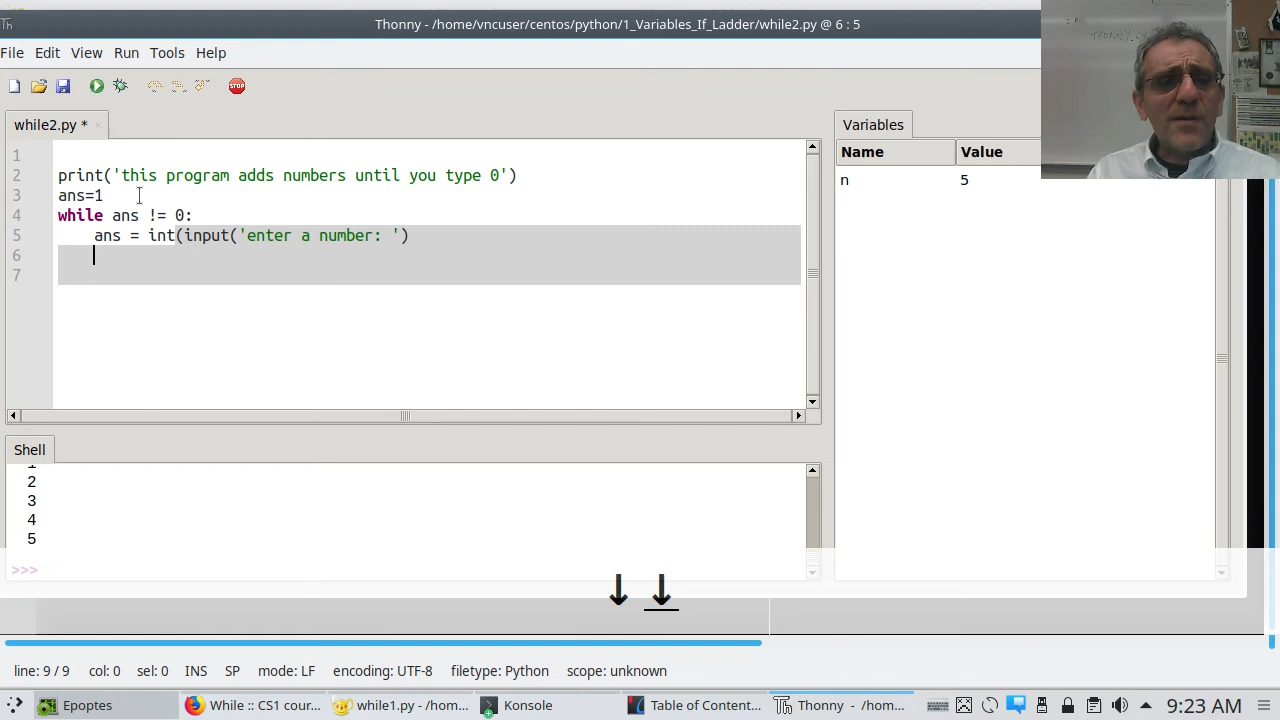 Thonny - /home/vncuser/centos/python/1_Variables_If_Ladder/while2.py @ 6 : 5
File Edit View Run Tools Help
STOP
while2.py *
1
2 print('this program adds numbers until you type 0')
3 ans=1
4 while ans != 0:
5 ans = int(input('enter a number: ')
6
7
Variables
Name Value
n 5
Shell
2
3
4
5
>>>
↓ ↓
line: 9 / 9 col: 0 sel: 0 INS SP mode: LF encoding: UTF-8 filetype: Python scope: unknown
Epoptes While :: CS1 cour... while1.py - /hom... Konsole Table of Content... Thonny - /hom... 9:23 AM